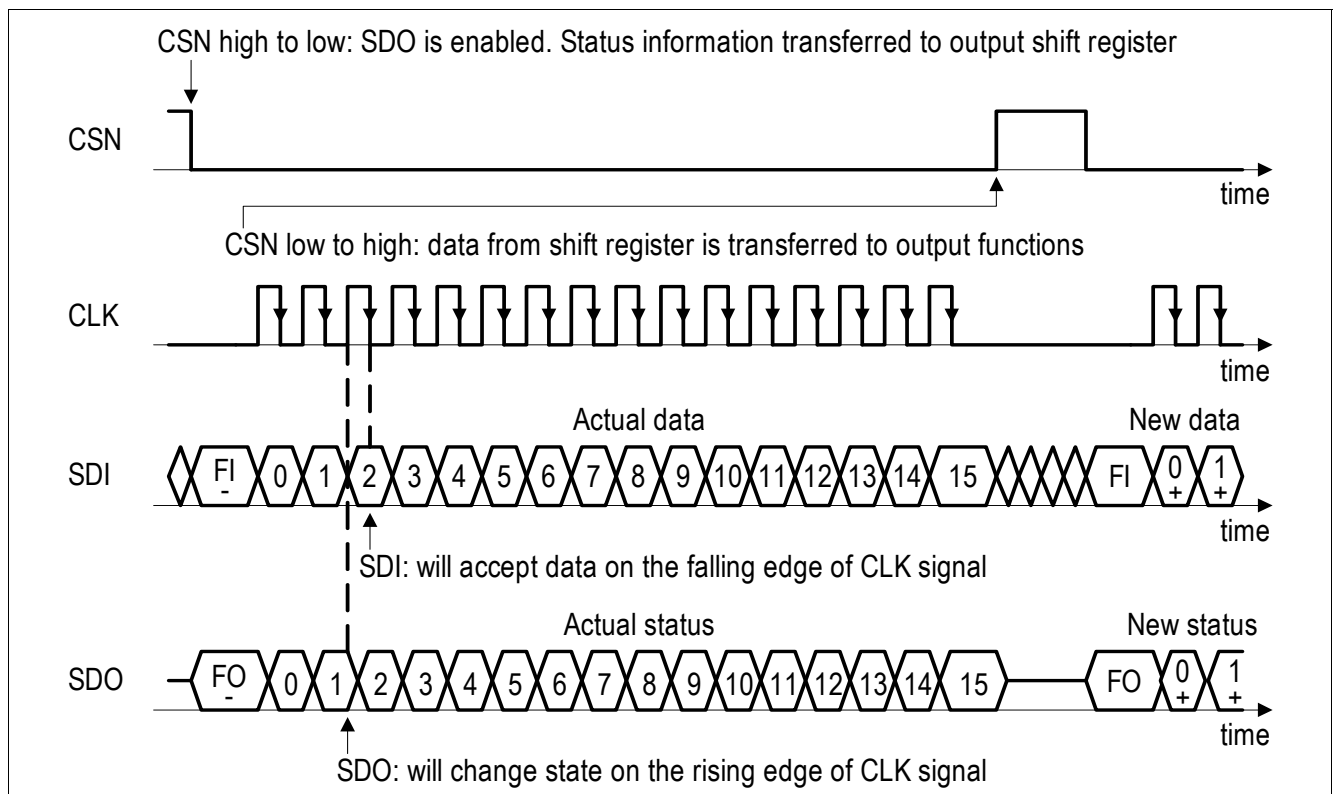 CSN high to low: SDO is enabled. Status information transferred to output shift register
CSN
time
CSN low to high: data from shift register is transferred to output functions
CLK
time
Actual data
New data
SDI
FI
-
0 1 2 3 4 5 6 7 8 9 10 11 12 13 14 15
FI
0
+
1
+
time
SDI: will accept data on the falling edge of CLK signal
Actual status
New status
SDO
FO
-
0 1 2 3 4 5 6 7 8 9 10 11 12 13 14 15
FO
0
+
1
+
time
SDO: will change state on the rising edge of CLK signal